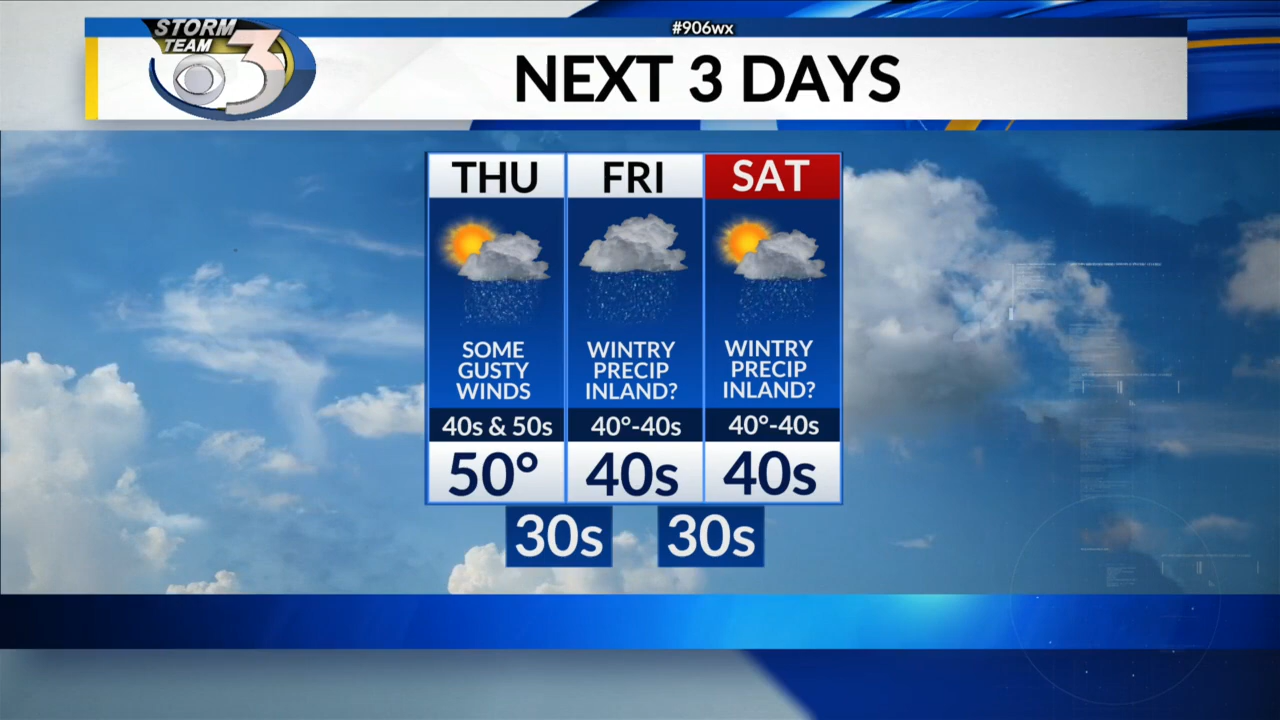 STORM
TEAM
3
#906wx
NEXT 3 DAYS
THU
FRI
SAT
SOME
GUSTY
WINDS
WINTRY
PRECIP
INLAND?
WINTRY
PRECIP
INLAND?
40s & 50s
40°-40s
40°-40s
50°
40s
40s
30s
30s